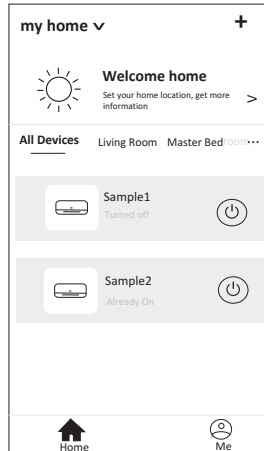 my home
+
Welcome home
Set your home location, get more
information
>
All Devices Living Room Master Bedroom ...
Sample1
Turned off
Sample2
Already On
Home Me